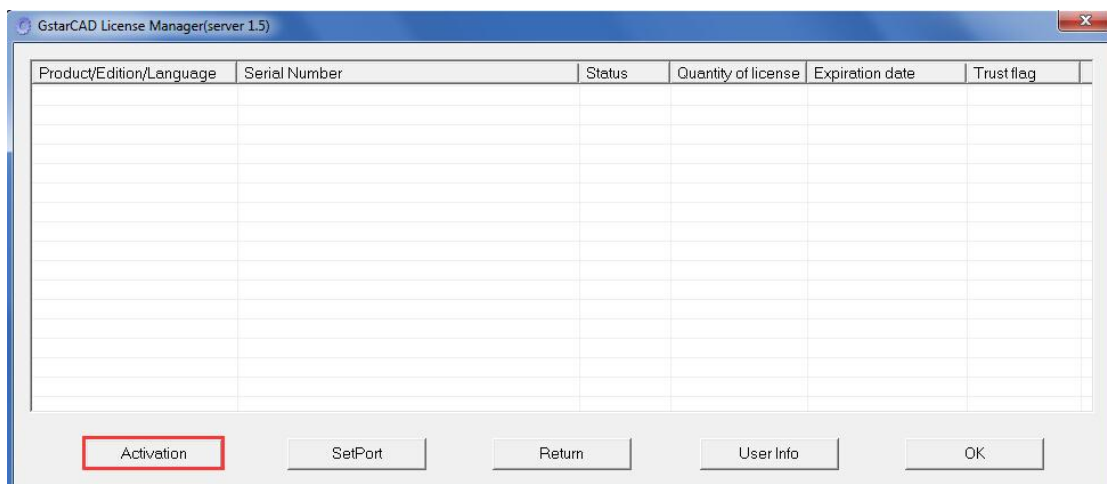 GstarCAD License Manager(server 1.5)
Product/Edition/Language Serial Number Status Quantity of license Expiration date Trust flag
Activation SetPort Return User Info OK